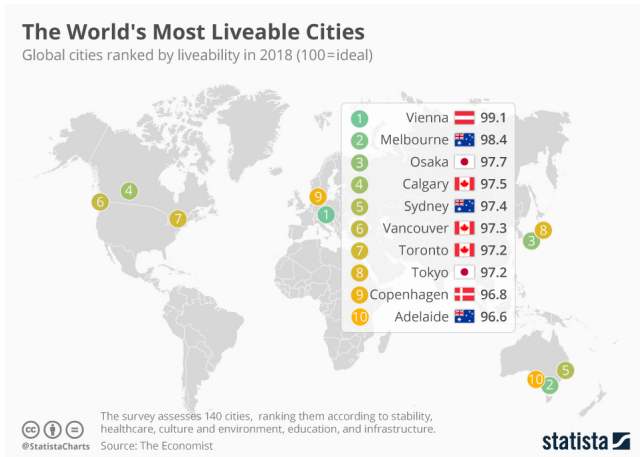 The World's Most Liveable Cities
Global cities ranked by liveability in 2018 (100=ideal)
1 Vienna 99.1
2 Melbourne 98.4
3 Osaka 97.7
4 Calgary 97.5
5 Sydney 97.4
6 Vancouver 97.3
7 Toronto 97.2
8 Tokyo 97.2
9 Copenhagen 96.8
10 Adelaide 96.6
4
6
7
9
1
8
3
5
10
2
The survey assesses 140 cities, ranking them according to stability,
healthcare, culture and environment, education, and infrastructure.
cc
@StatistaCharts Source: The Economist
statista